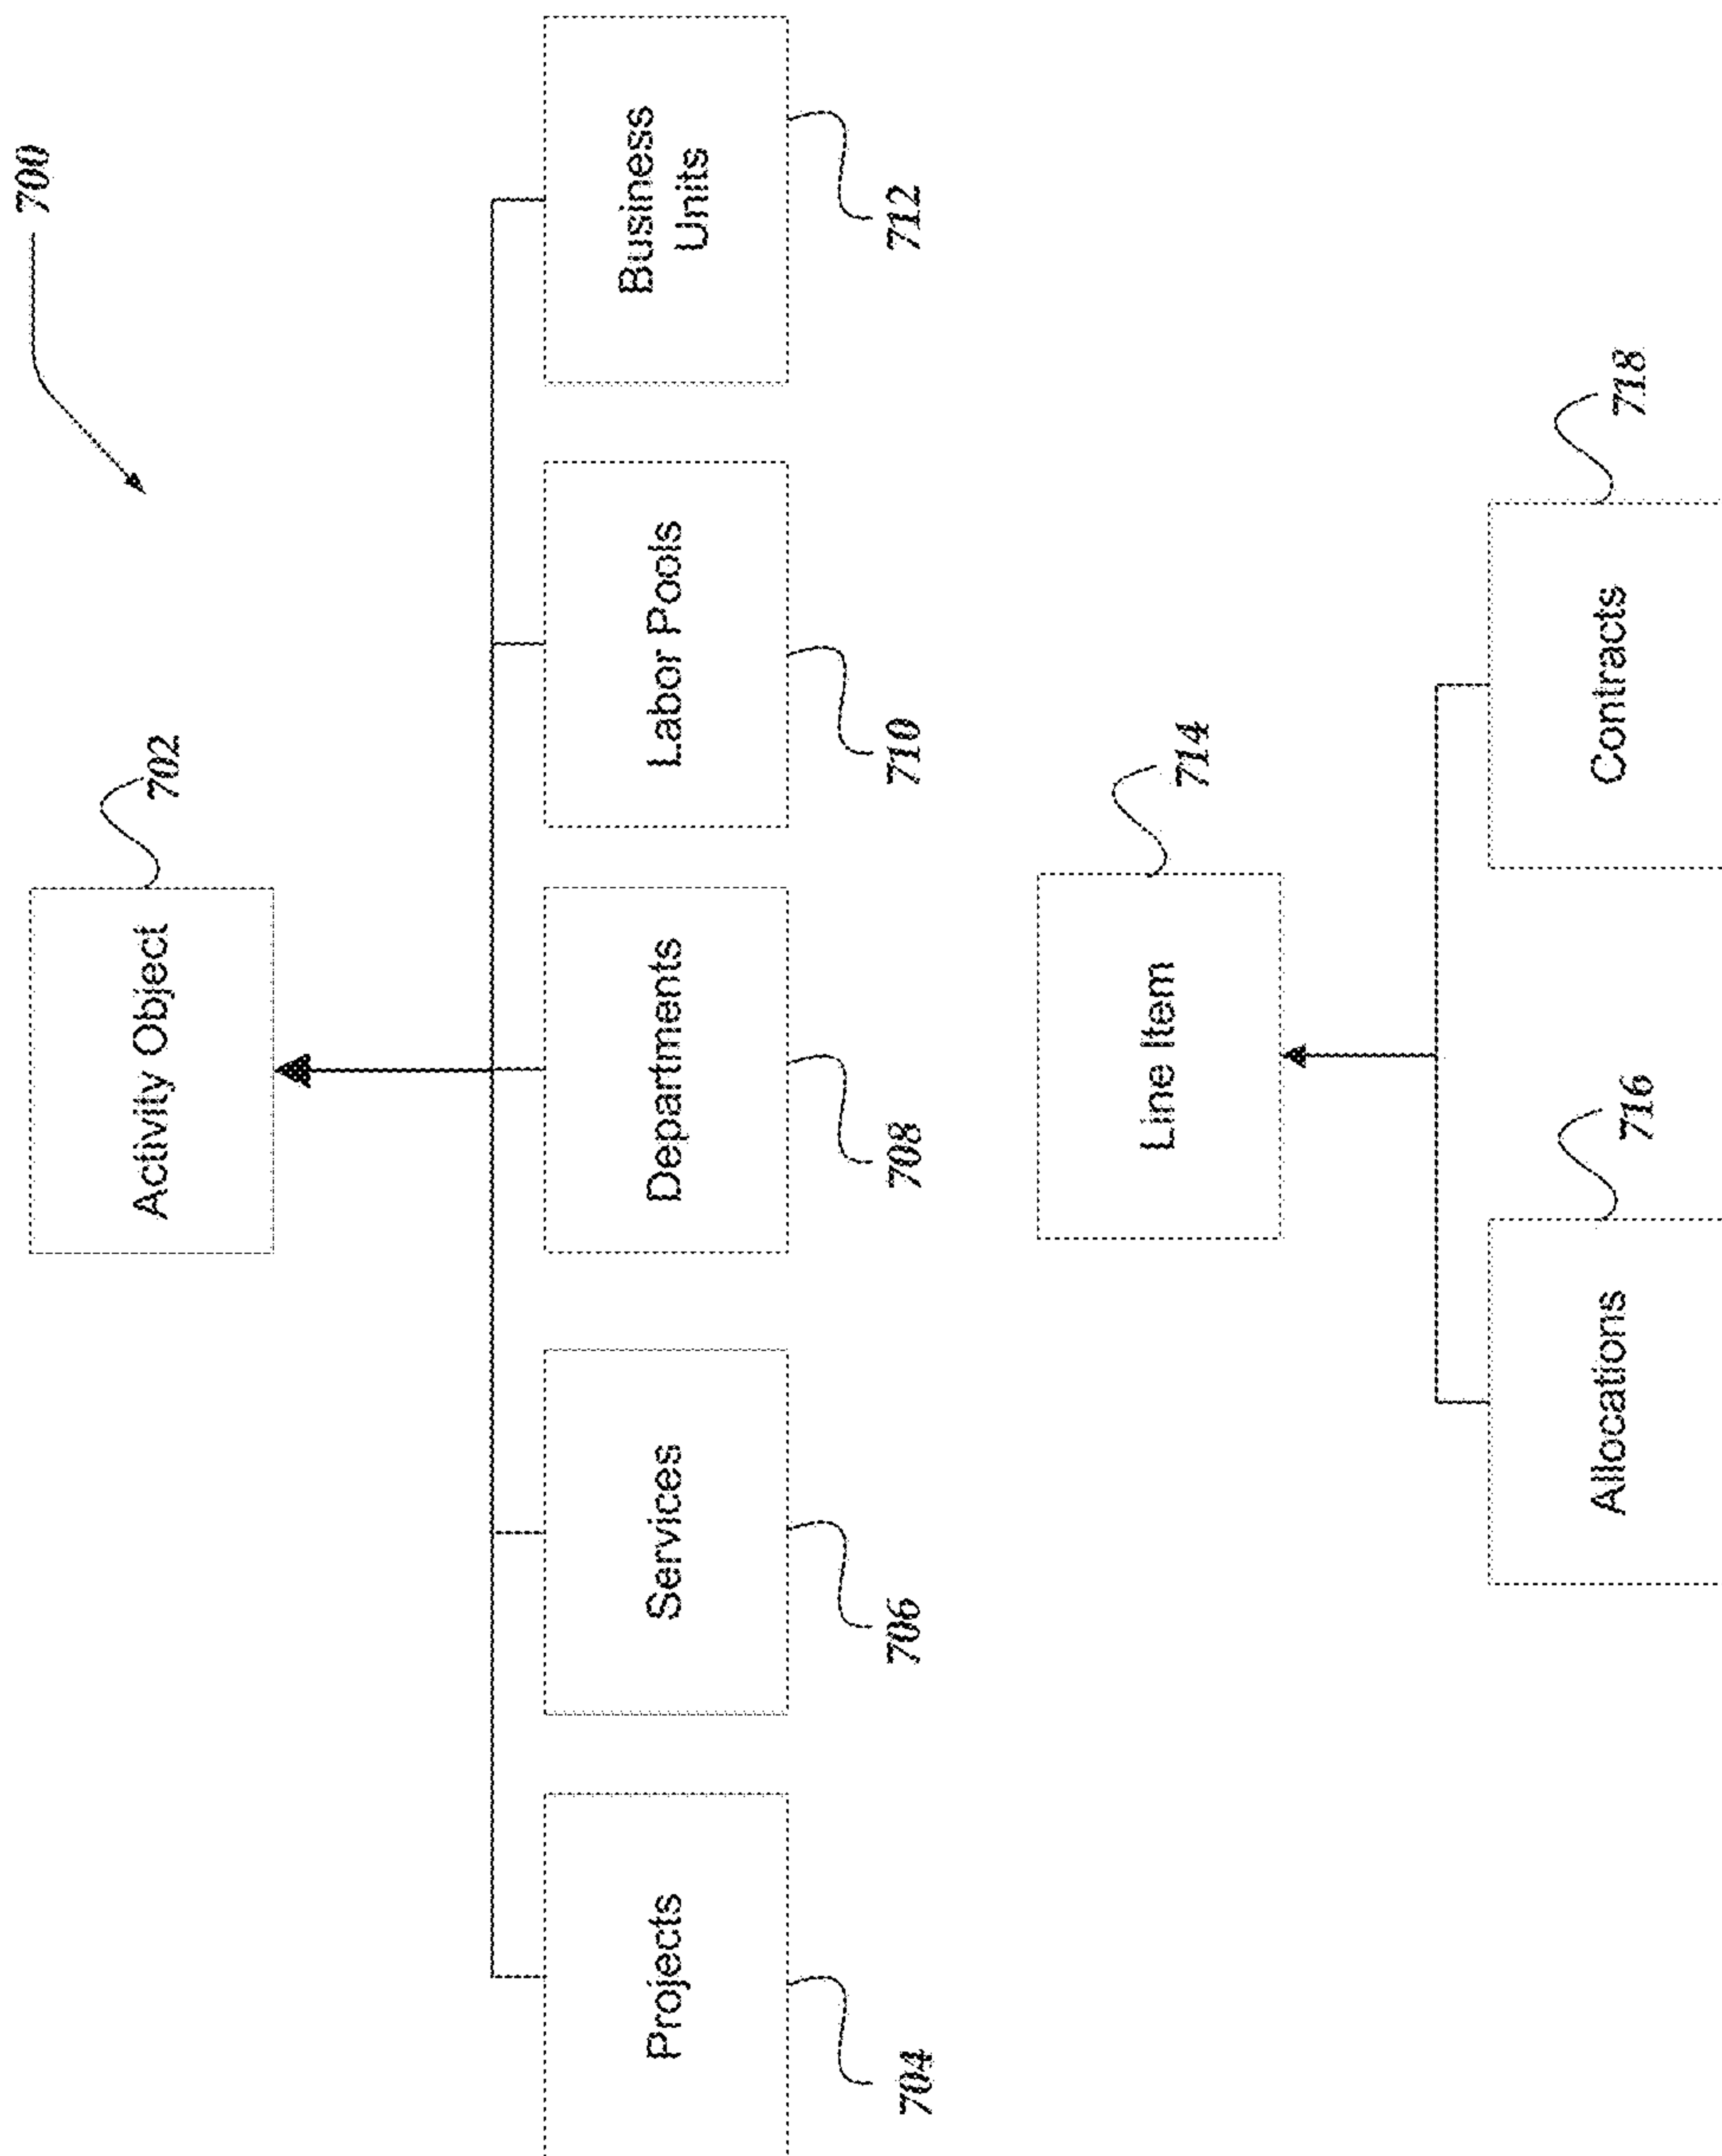 700
Activity Object
702
Projects
Services
Departments
Labor Pools
Business
Units
704
706
708
710
712
Line Item
714
Allocations
716
Contracts
718